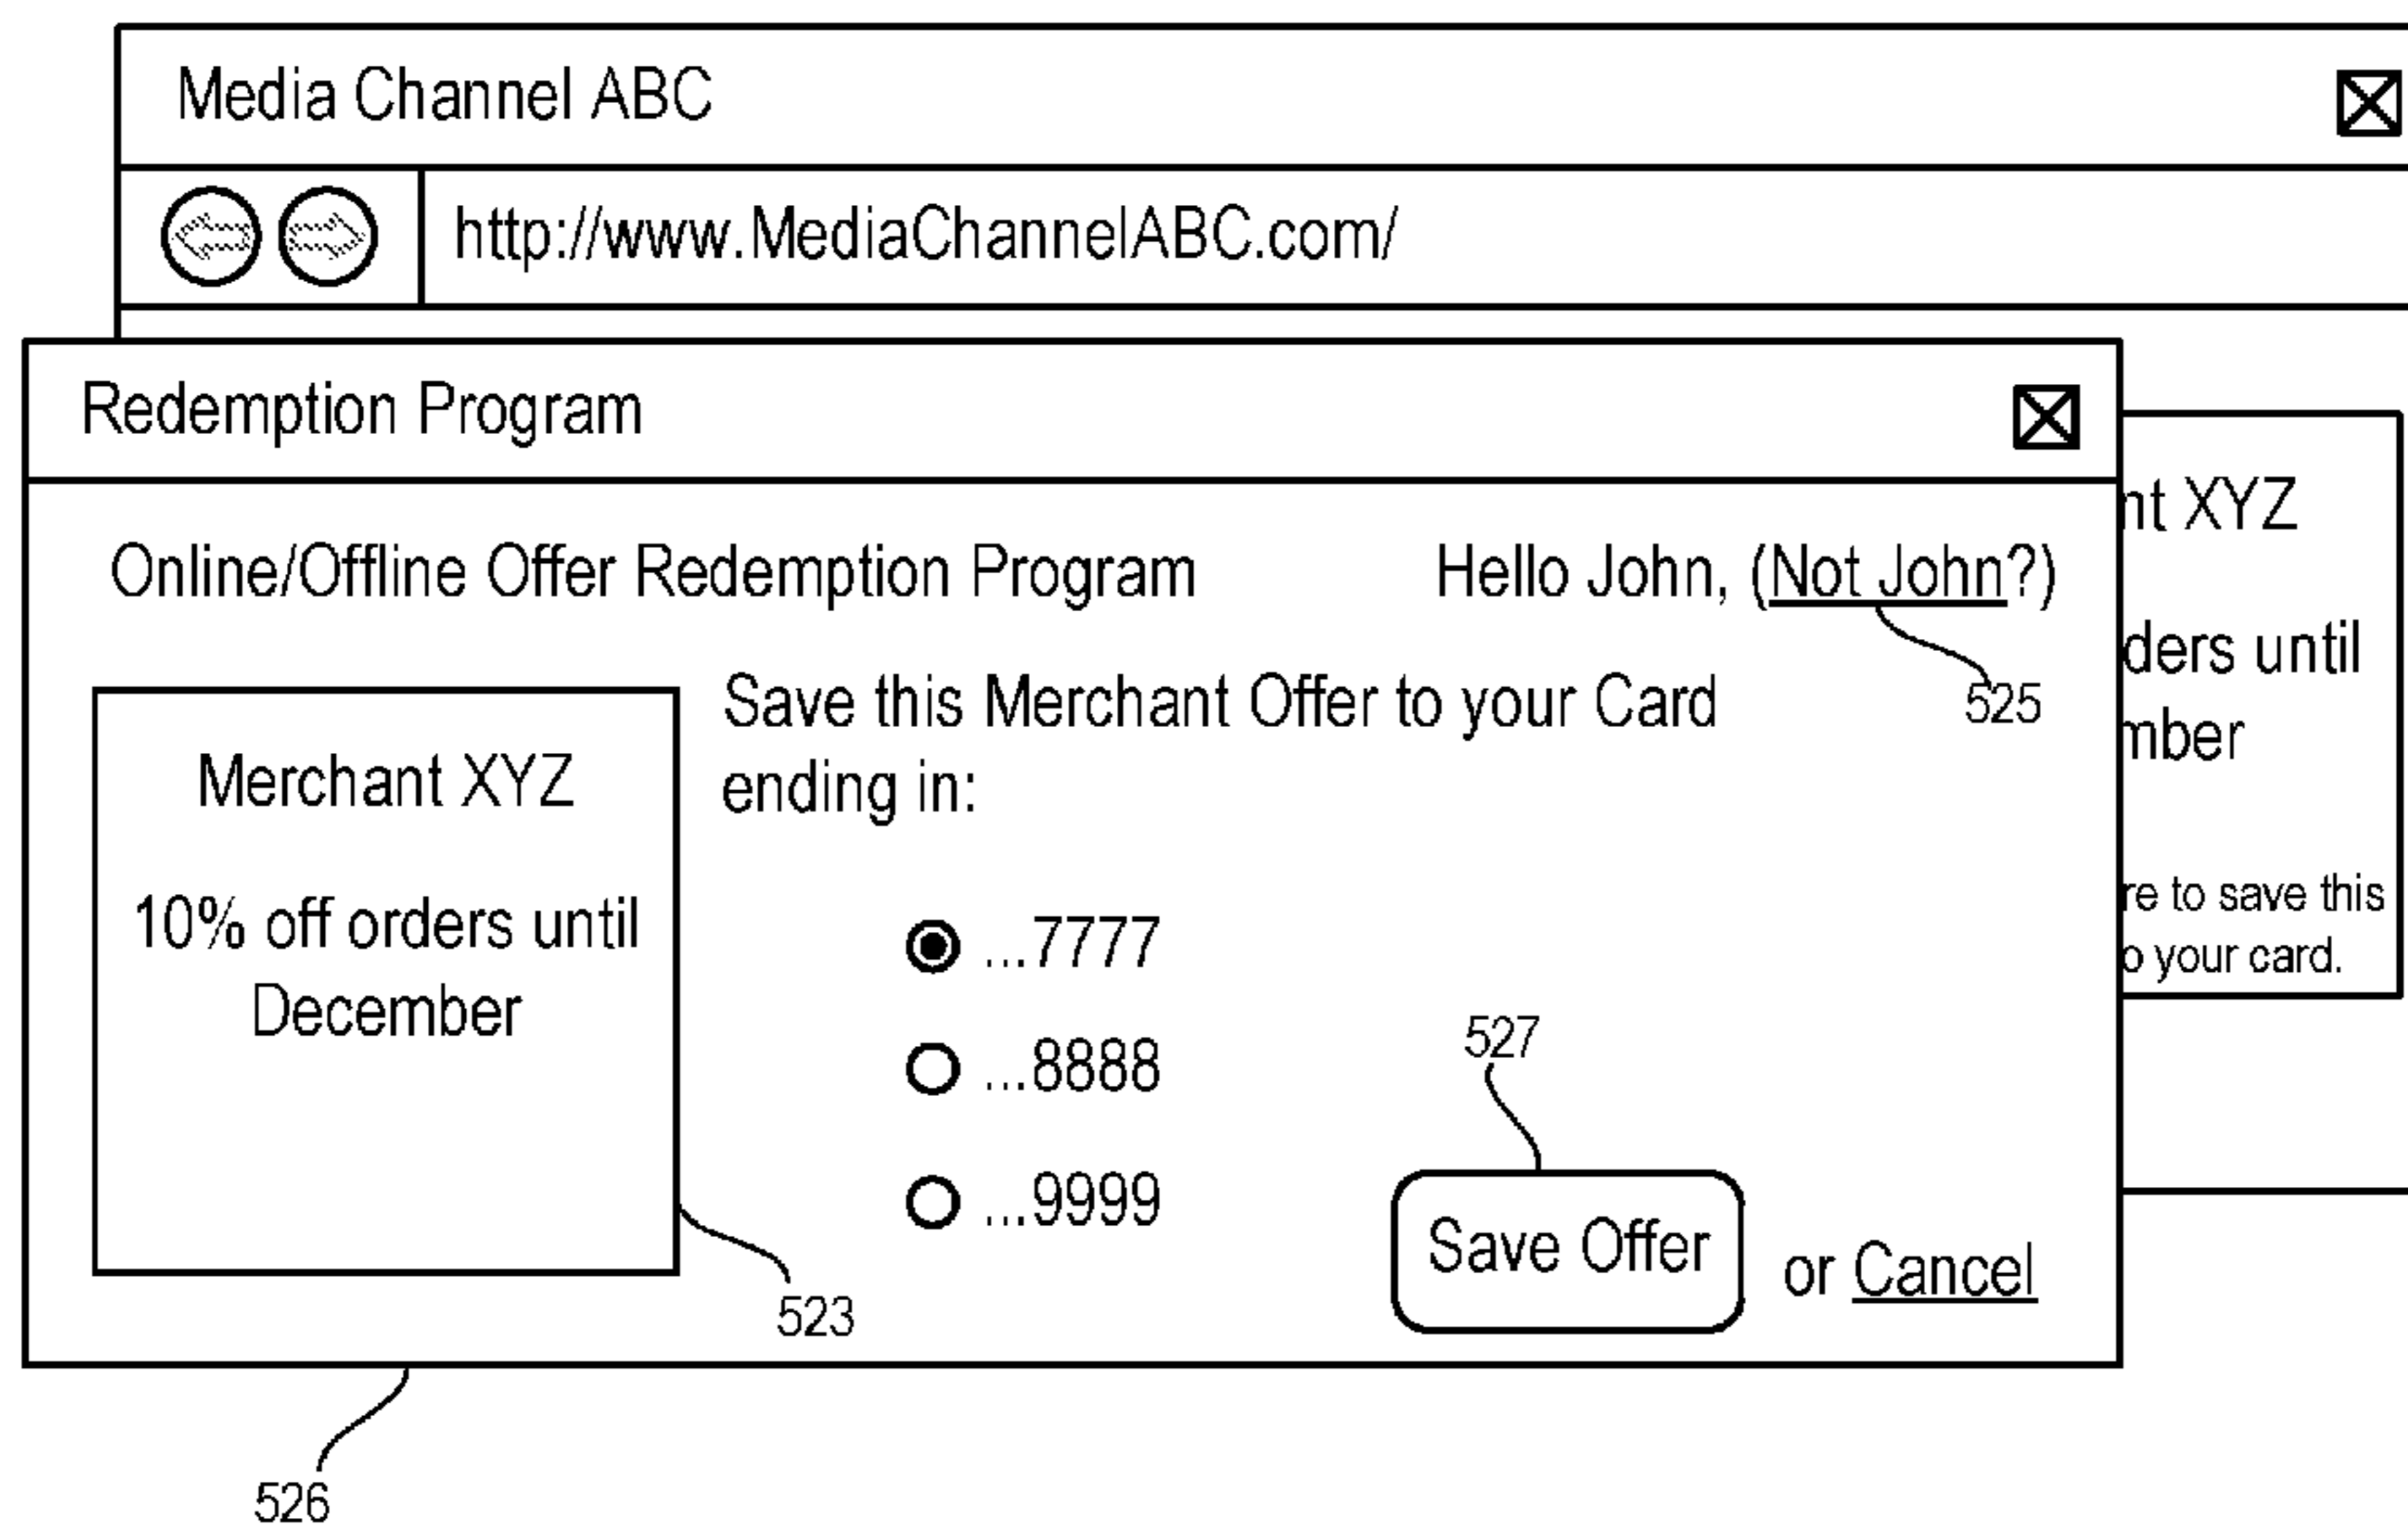 Media Channel ABC
http://www.MediaChannelABC.com/
Redemption Program
Online/Offline Offer Redemption Program
Hello John, (Not John?)
525
Save this Merchant Offer to your Card
ending in:
Merchant XYZ
10% off orders until
December
523
...7777
...8888
...9999
527
Save Offer
or Cancel
526
nt XYZ
ders until
mber
re to save this
o your card.